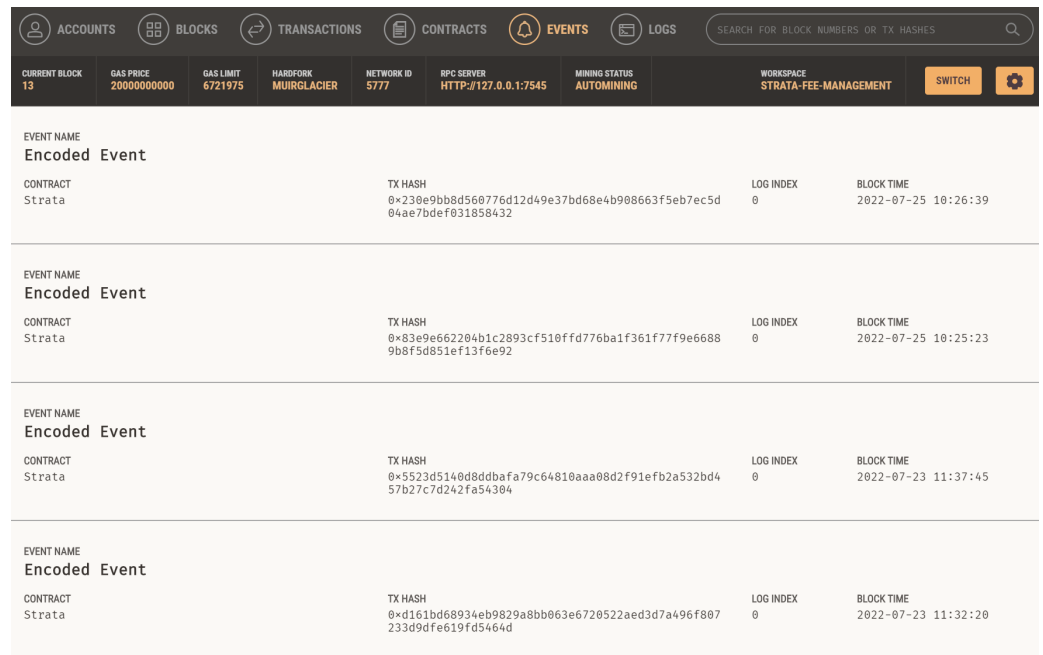 ACCOUNTS BLOCKS TRANSACTIONS CONTRACTS EVENTS LOGS SEARCH FOR BLOCK NUMBERS OR TX HASHES
CURRENT BLOCK GAS PRICE GAS LIMIT HARDFORK NETWORK ID RPC SERVER MINING STATUS WORKSPACE
13 20000000000 6721975 MUIRGLACIER 5777 HTTP://127.0.0.1:7545 AUTOMINING STRATA-FEE-MANAGEMENT SWITCH
EVENT NAME
Encoded Event
CONTRACT TX HASH LOG INDEX BLOCK TIME
Strata 0×230e9bb8d560776d12d49e37bd68e4b908663f5eb7ec5d 0 2022-07-25 10:26:39
04ae7bdef031858432
EVENT NAME
Encoded Event
CONTRACT TX HASH LOG INDEX BLOCK TIME
Strata 0×83e9e662204b1c2893cf510ffd776ba1f361f77f9e6688 0 2022-07-25 10:25:23
9b8f5d851ef13f6e92
EVENT NAME
Encoded Event
CONTRACT TX HASH LOG INDEX BLOCK TIME
Strata 0×5523d5140d8ddbafa79c64810aaa08d2f91efb2a532bd4 0 2022-07-23 11:37:45
57b27c7d242fa54304
EVENT NAME
Encoded Event
CONTRACT TX HASH LOG INDEX BLOCK TIME
Strata 0×d161bd68934eb9829a8bb063e6720522aed3d7a496f807 0 2022-07-23 11:32:20
233d9dfe619fd5464d